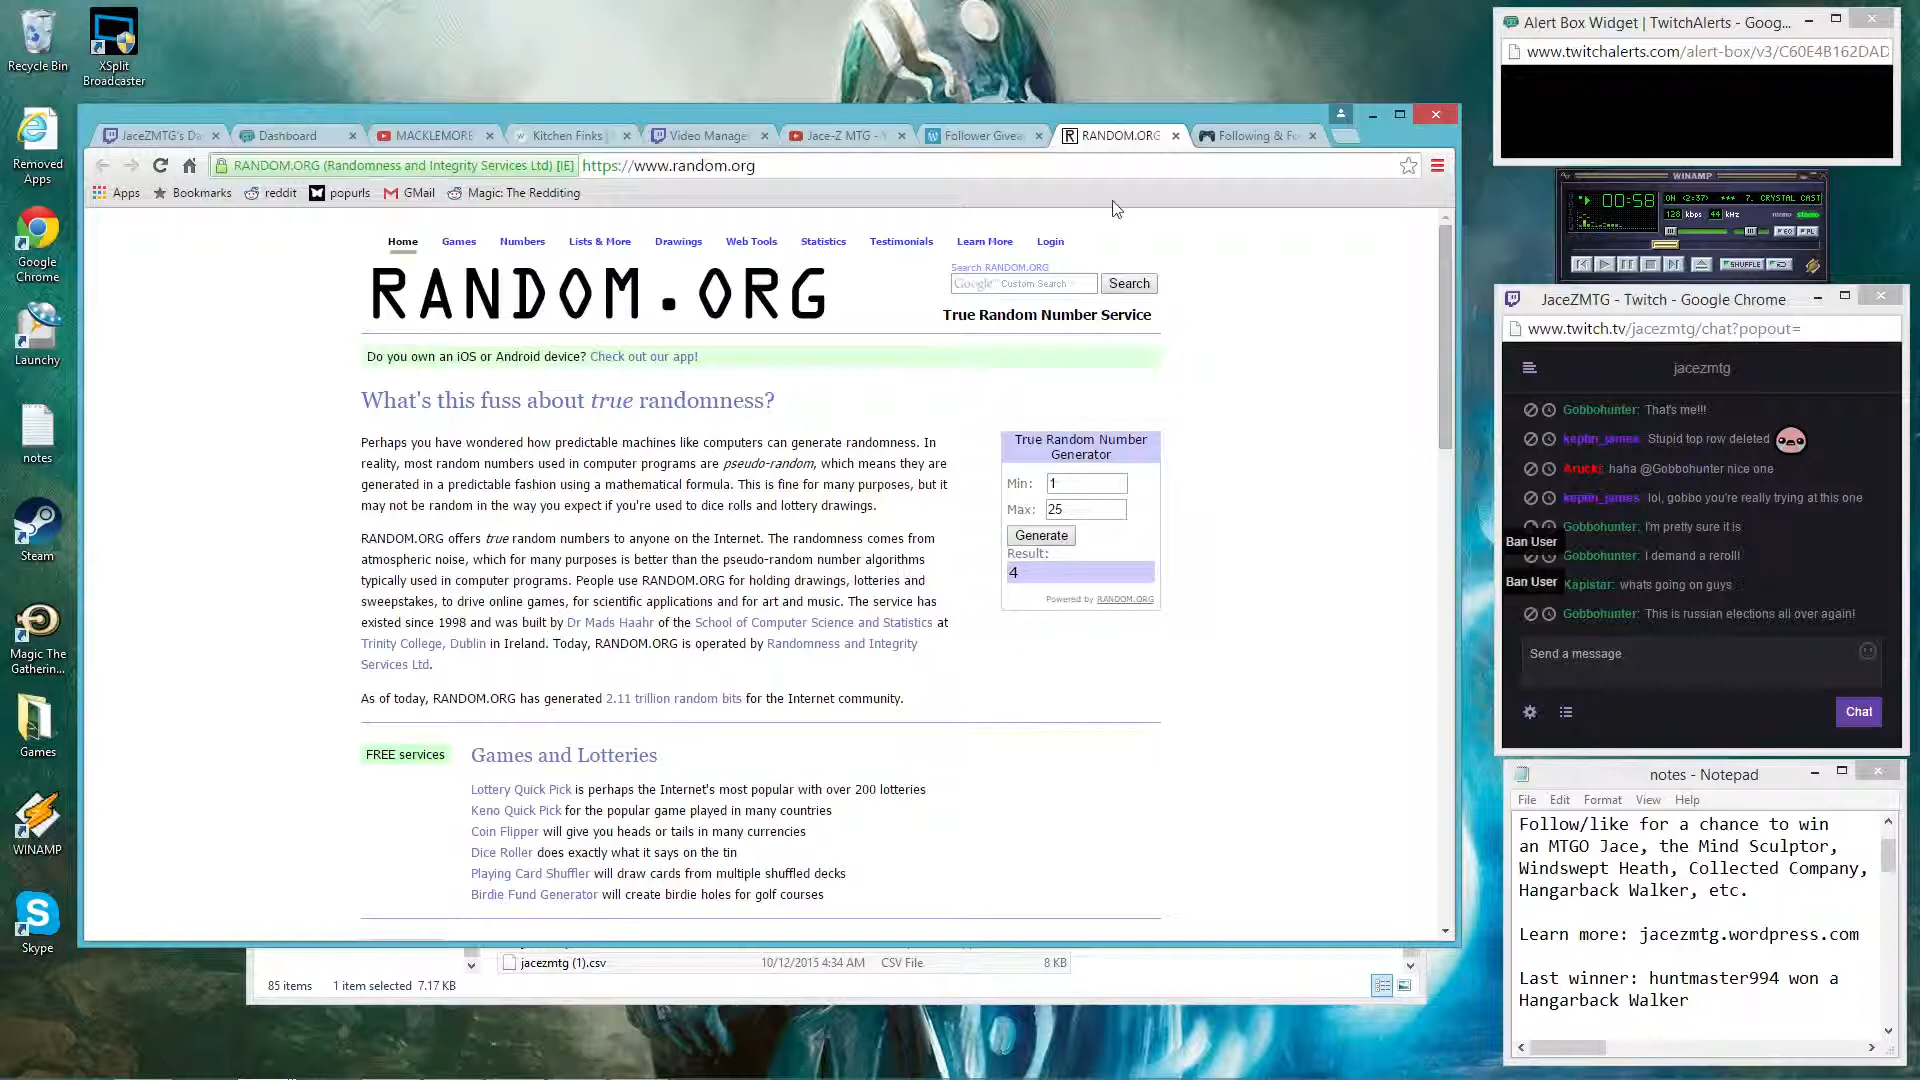 Recycle Bin
XSplit
Broadcaster
Removed
Apps
Google
Chrome
Launchy
notes
Steam
Magic The
Gatherin...
Games
WINAMP
Skype
JaceZMTG's Da
Dashboard
MACKLEMORE
Kitchen Finks
Video Manage
Jace-Z MTG -
Follower Givea
RANDOM.ORG
Following & Fo
RANDOM.ORG (Randomness and Integrity Services Ltd) [IE] https://www.random.org
Apps Bookmarks reddit popurls GMail Magic: The Redditing
Home Games Numbers Lists & More Drawings Web Tools Statistics Testimonials Learn More Login
RANDOM.ORG
Search RANDOM.ORG
Google Custom Search Search
True Random Number Service
Do you own an iOS or Android device? Check out our app!
What's this fuss about true randomness?
Perhaps you have wondered how predictable machines like computers can generate randomness. In
reality, most random numbers used in computer programs are pseudo-random, which means they are
generated in a predictable fashion using a mathematical formula. This is fine for many purposes, but it
may not be random in the way you expect if you're used to dice rolls and lottery drawings.
RANDOM.ORG offers true random numbers to anyone on the Internet. The randomness comes from
atmospheric noise, which for many purposes is better than the pseudo-random number algorithms
typically used in computer programs. People use RANDOM.ORG for holding drawings, lotteries and
sweepstakes, to drive online games, for scientific applications and for art and music. The service has
existed since 1998 and was built by Dr Mads Haahr of the School of Computer Science and Statistics at
Trinity College, Dublin in Ireland. Today, RANDOM.ORG is operated by Randomness and Integrity
Services Ltd.
As of today, RANDOM.ORG has generated 2.11 trillion random bits for the Internet community.
True Random Number
Generator
Min: 1
Max: 25
Generate
Result:
4
Powered by RANDOM.ORG
FREE services
Games and Lotteries
Lottery Quick Pick is perhaps the Internet's most popular with over 200 lotteries
Keno Quick Pick for the popular game played in many countries
Coin Flipper will give you heads or tails in many currencies
Dice Roller does exactly what it says on the tin
Playing Card Shuffler will draw cards from multiple shuffled decks
Birdie Fund Generator will create birdie holes for golf courses
jacezmtg (1).csv 10/12/2015 4:34 AM CSV File 8 KB
85 items 1 item selected 7.17 KB
Alert Box Widget | TwitchAlerts - Goog...
www.twitchalerts.com/alert-box/v3/C60E4B162DAD
WINAMP
00:58
ON <2:37> *** 7. CRYSTAL CAST
128 kbps 44 kHz mono stereo
EQ PL
SHUFFLE
JaceZMTG - Twitch - Google Chrome
www.twitch.tv/jacezmtg/chat?popout=
jacezmtg
Gobbohunter: That's me!!!
keptin_james: Stupid top row deleted
Arucki: haha @Gobbohunter nice one
keptin_james: lol, gobbo you're really trying at this one
Gobbohunter: I'm pretty sure it is
Ban User
Gobbohunter: I demand a reroll!
Ban User
Kapistar: whats going on guys
Gobbohunter: This is russian elections all over again!
Send a message
Chat
notes - Notepad
File Edit Format View Help
Follow/like for a chance to win
an MTGO Jace, the Mind Sculptor,
Windswept Heath, Collected Company,
Hangarback Walker, etc.
Learn more: jacezmtg.wordpress.com
Last winner: huntmaster994 won a
Hangarback Walker